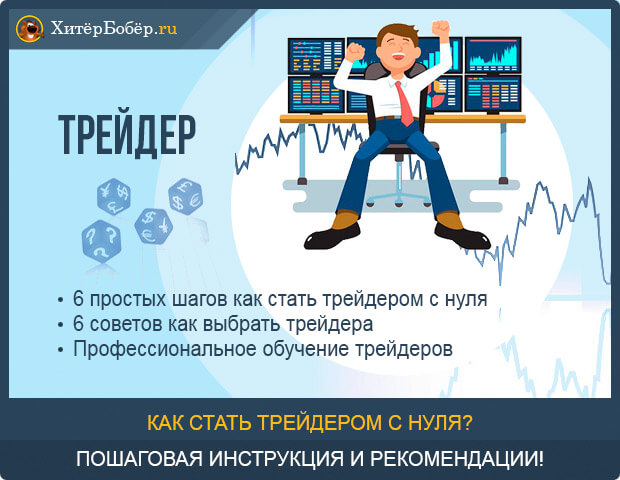 ХитёрБобёр.ru
ТРЕЙДЕР
• 6 простых шагов как стать трейдером с нуля
• 6 советов как выбрать трейдера
• Профессиональное обучение трейдеров
КАК СТАТЬ ТРЕЙДЕРОМ С НУЛЯ?
ПОШАГОВАЯ ИНСТРУКЦИЯ И РЕКОМЕНДАЦИИ!